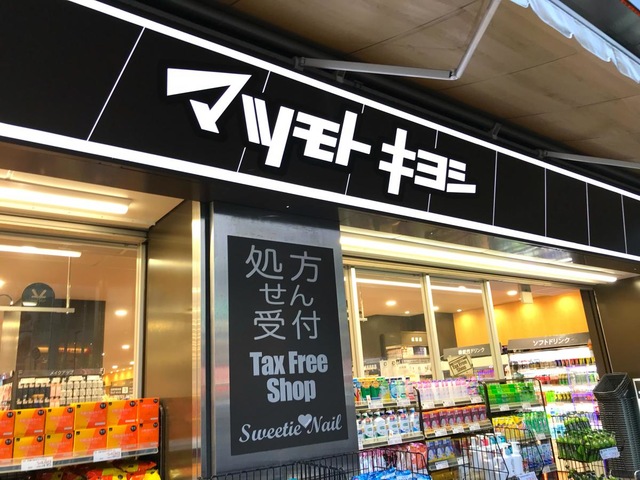 マツモトキヨシ
処方
せん
受付
Tax Free
Shop
Sweetie♥Nail
ソフトドリンク